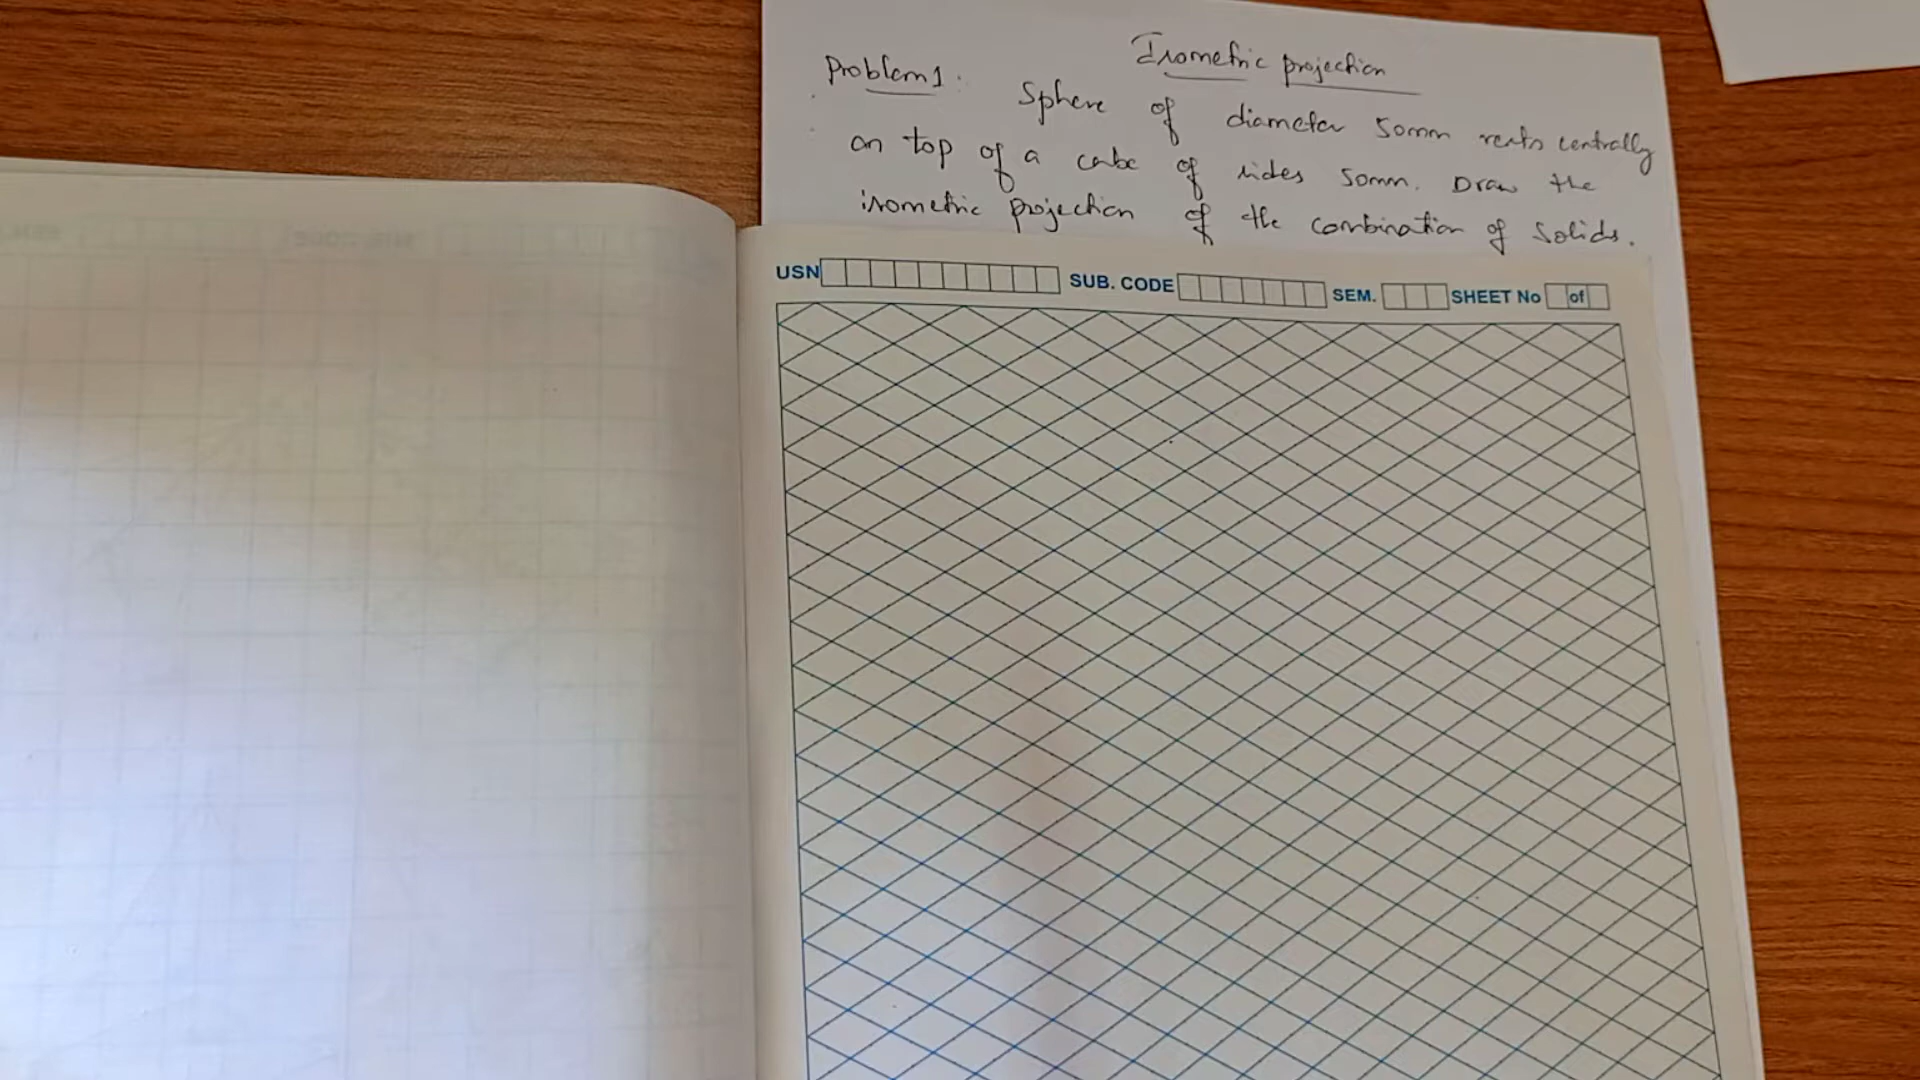 Isometric projection
Problem 1: Sphere of diameter 50mm rests centrally
on top of a cube of sides 50mm. Draw the
isometric projection of the combination of solids.
USN SUB. CODE SEM. SHEET No of